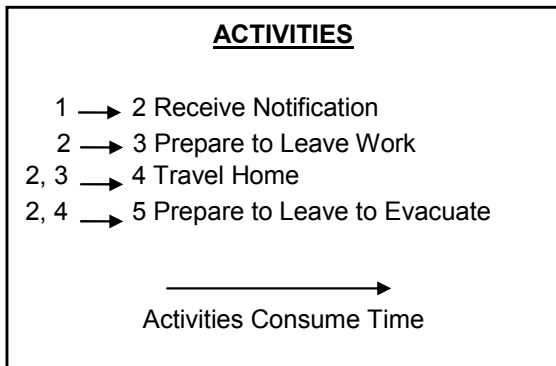 ACTIVITIES
1 → 2 Receive Notification
2 → 3 Prepare to Leave Work
2, 3 → 4 Travel Home
2, 4 → 5 Prepare to Leave to Evacuate
Activities Consume Time